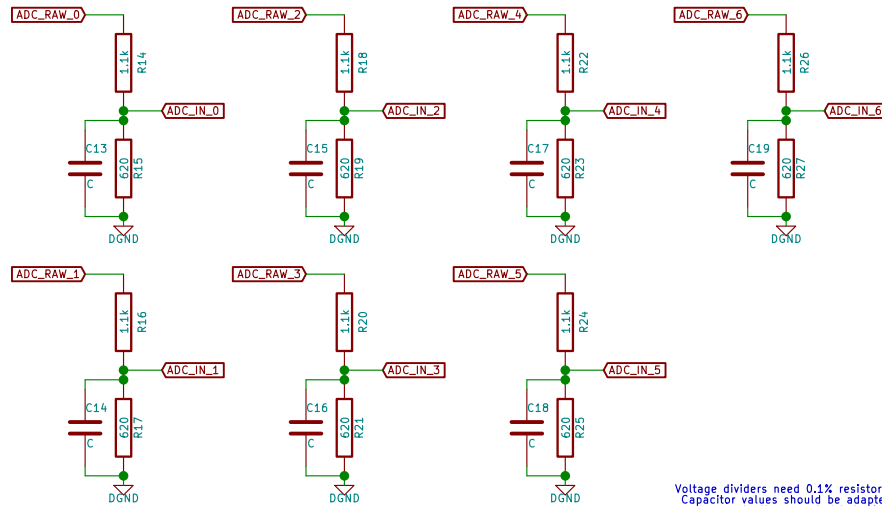 ADC_RAW_0
1.1k
R14
ADC_IN_0
C13
C
620
R15
DGND
ADC_RAW_2
1.1k
R18
ADC_IN_2
C15
C
620
R19
DGND
ADC_RAW_4
1.1k
R22
ADC_IN_4
C17
C
620
R23
DGND
ADC_RAW_6
1.1k
R26
ADC_IN_6
C19
C
620
R27
DGND
ADC_RAW_1
1.1k
R16
ADC_IN_1
C14
C
620
R17
DGND
ADC_RAW_3
1.1k
R20
ADC_IN_3
C16
C
620
R21
DGND
ADC_RAW_5
1.1k
R24
ADC_IN_5
C18
C
620
R25
DGND
Voltage dividers need 0.1% resistor
Capacitor values should be adapte